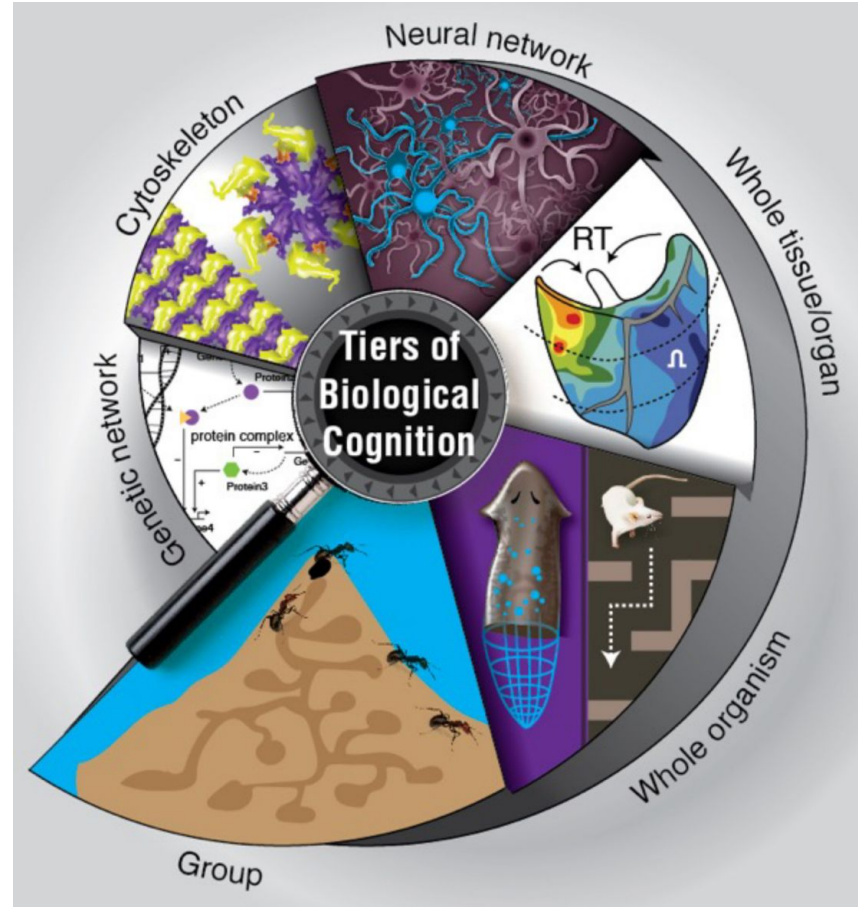 Neural network
Cytoskeleton
Whole tissue/organ
RT
Tiers of
Biological
Cognition
Genetic network
protein complex
Protein3
Whole organism
Group